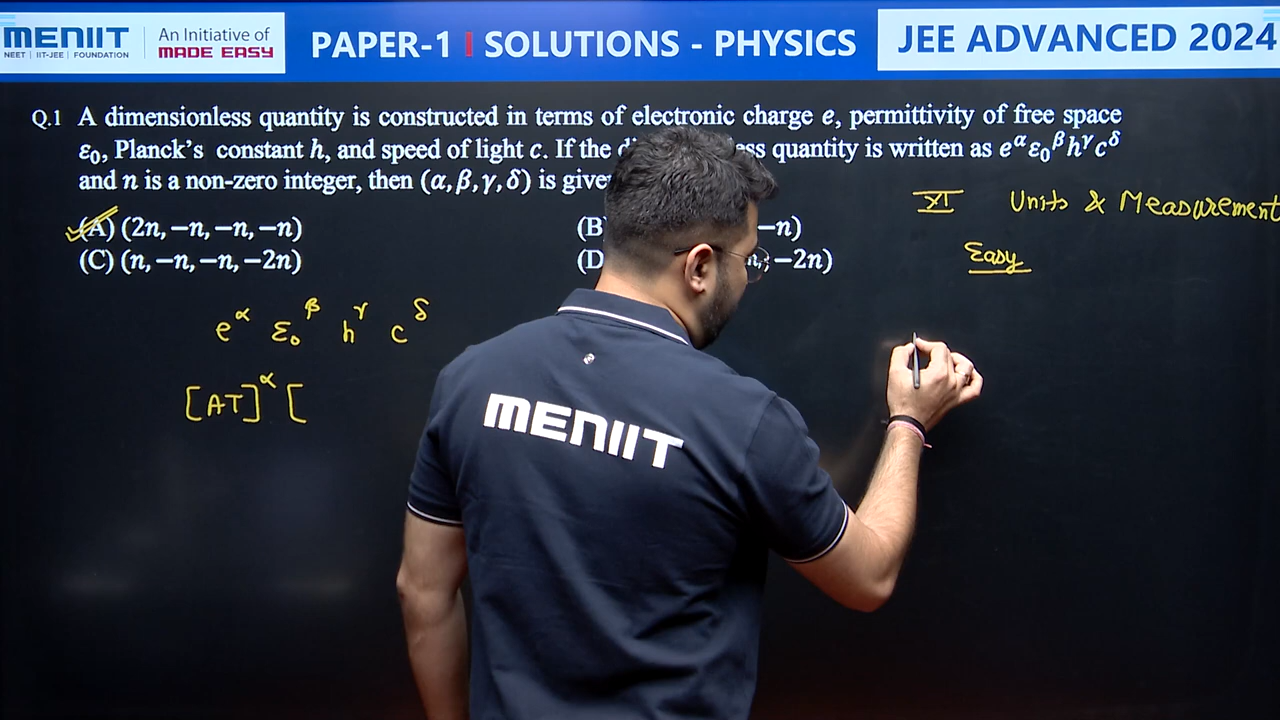 MENIIT
NEET | IIT-JEE | FOUNDATION
An Initiative of
MADE EASY
PAPER-1 I SOLUTIONS - PHYSICS
JEE ADVANCED 2024
Q.1 A dimensionless quantity is constructed in terms of electronic charge e, permittivity of free space
ε₀, Planck's constant h, and speed of light c. If the ess quantity is written as e^α ε₀^β h^γ c^δ
and n is a non-zero integer, then (α, β, γ, δ) is give
(A) (2n, −n, −n, −n)
(B −n)
(C) (n, −n, −n, −2n)
(D −2n)
XI Units & Measurement
Easy
e^α ε₀^β h^γ c^δ
[AT]^α [
MENIIT